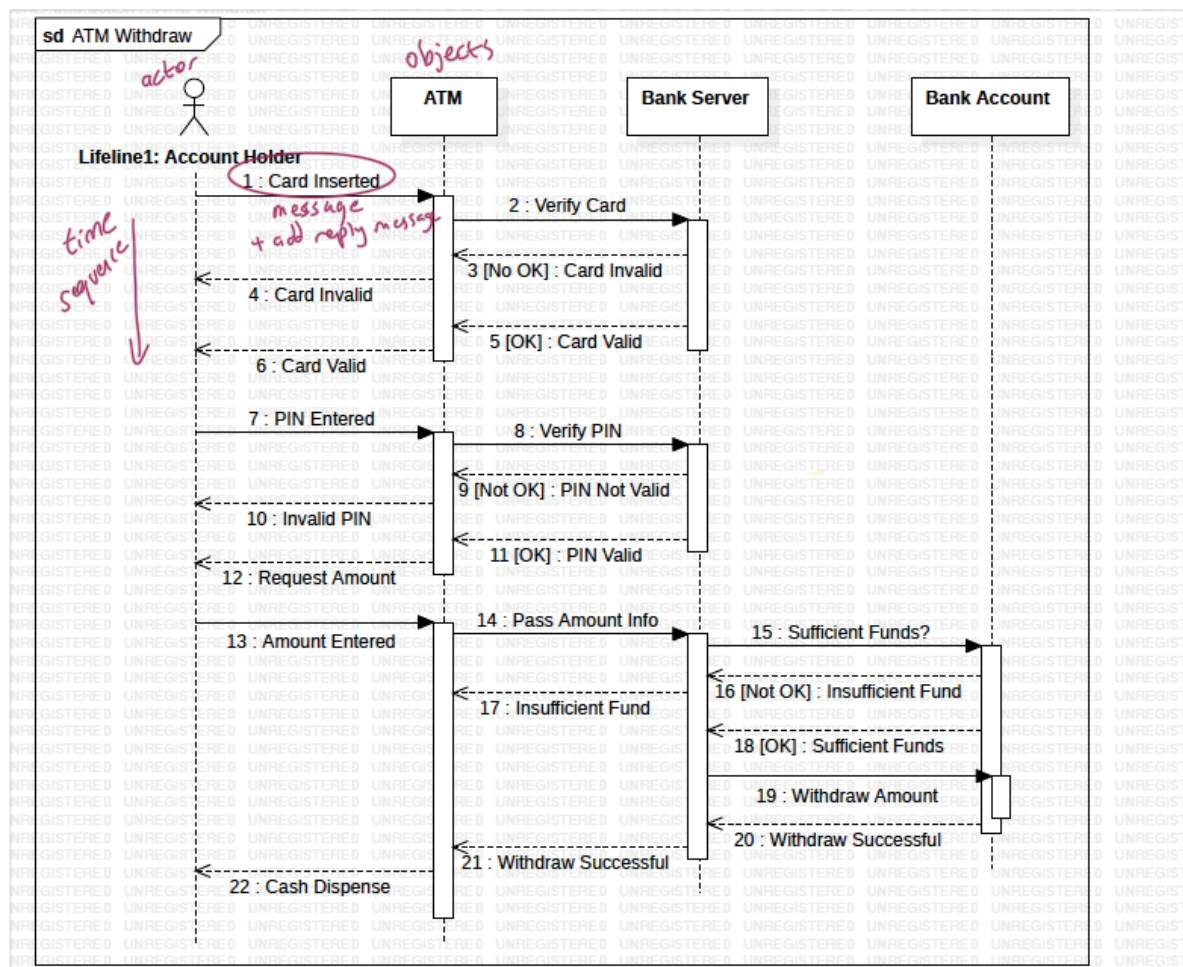 sd ATM Withdraw
actor
objects
ATM
Bank Server
Bank Account
Lifeline1: Account Holder
1 : Card Inserted
message
+ add reply message
time
sequence
2 : Verify Card
3 [No OK] : Card Invalid
4 : Card Invalid
5 [OK] : Card Valid
6 : Card Valid
7 : PIN Entered
8 : Verify PIN
9 [Not OK] : PIN Not Valid
10 : Invalid PIN
11 [OK] : PIN Valid
12 : Request Amount
13 : Amount Entered
14 : Pass Amount Info
15 : Sufficient Funds?
16 [Not OK] : Insufficient Fund
17 : Insufficient Fund
18 [OK] : Sufficient Funds
19 : Withdraw Amount
20 : Withdraw Successful
21 : Withdraw Successful
22 : Cash Dispense
UNREGISTERED